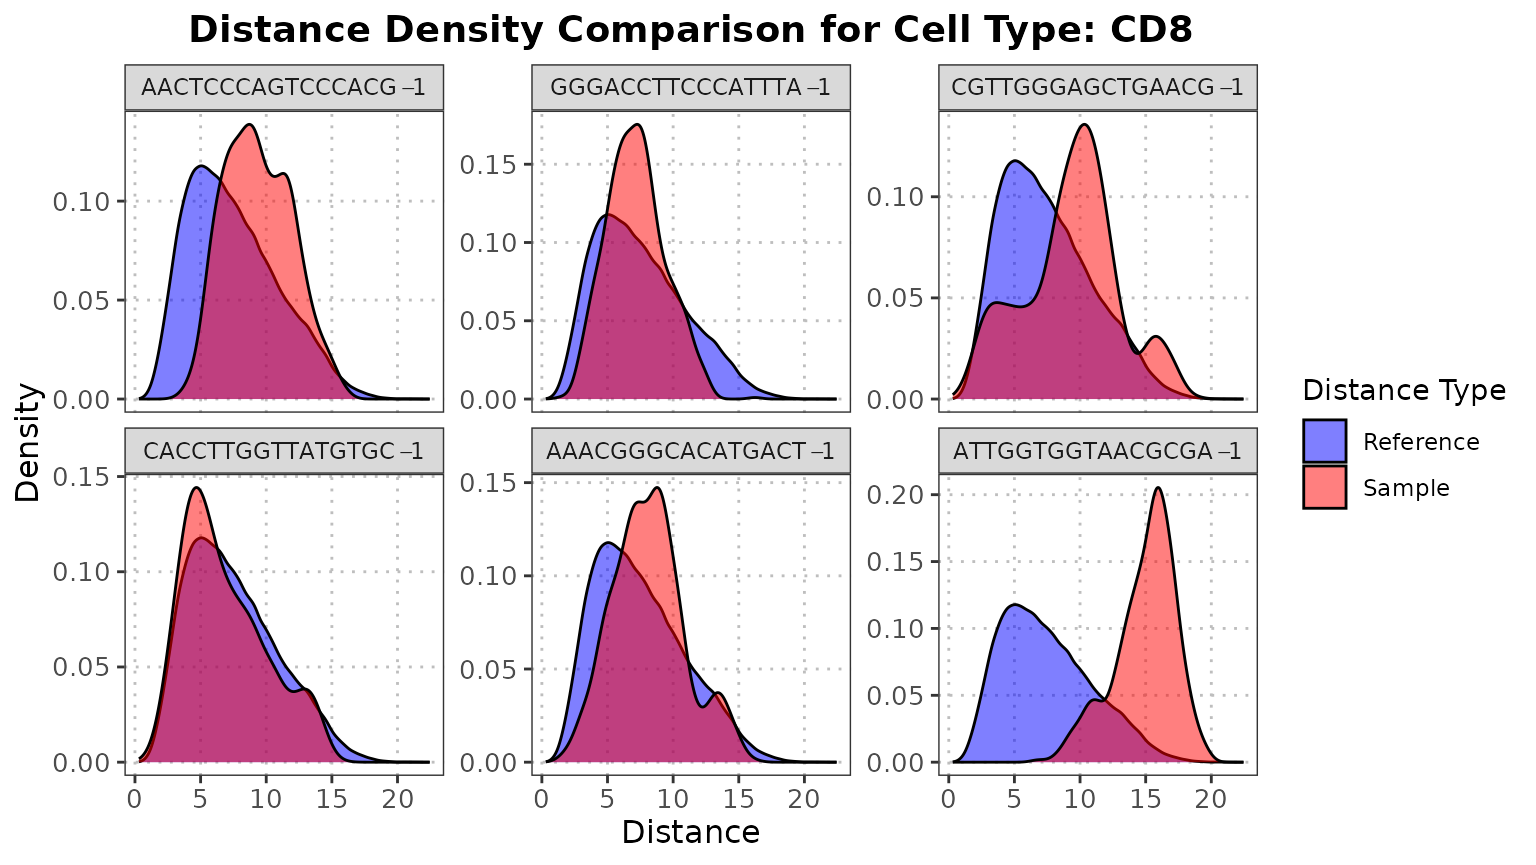 Distance Density Comparison for Cell Type: CD8
AACTCCCAGTCCCACG-1
GGGACCTTCCCATTTA-1
CGTTGGGAGCTGAACG-1
0.10
0.05
0.00
0.15
0.10
0.05
0.00
0.10
0.05
0.00
Density
CACCTTGGTTATGTGC-1
AAACGGGCACATGACT-1
ATTGGTGGTAACGCGA-1
0.15
0.10
0.05
0.00
0.15
0.10
0.05
0.00
0.20
0.15
0.10
0.05
0.00
0 5 10 15 20
0 5 10 15 20
0 5 10 15 20
Distance
Distance Type
Reference
Sample